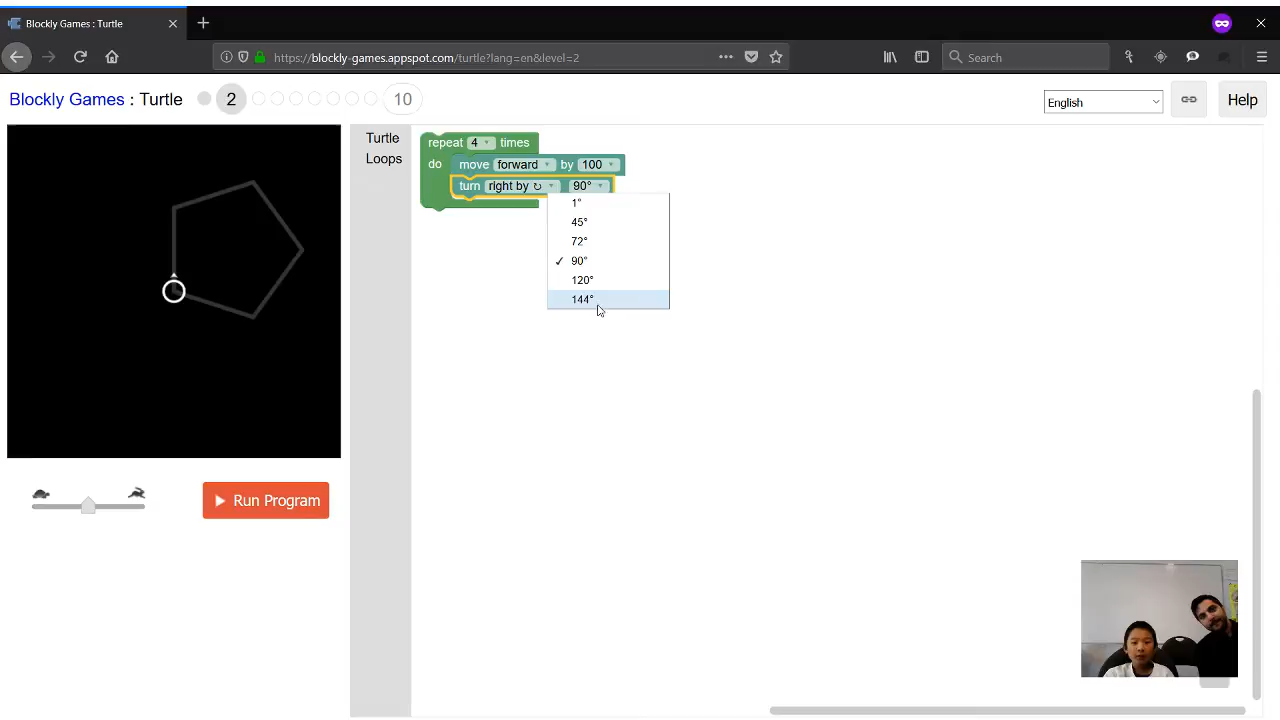 Blockly Games : Turtle
https://blockly-games.appspot.com/turtle?lang=en&level=2
Search
Blockly Games : Turtle
2
10
English
Help
Turtle
Loops
repeat 4 times
do
move forward by 100
turn right by ↻ 90°
1°
45°
72°
✓ 90°
120°
144°
Run Program